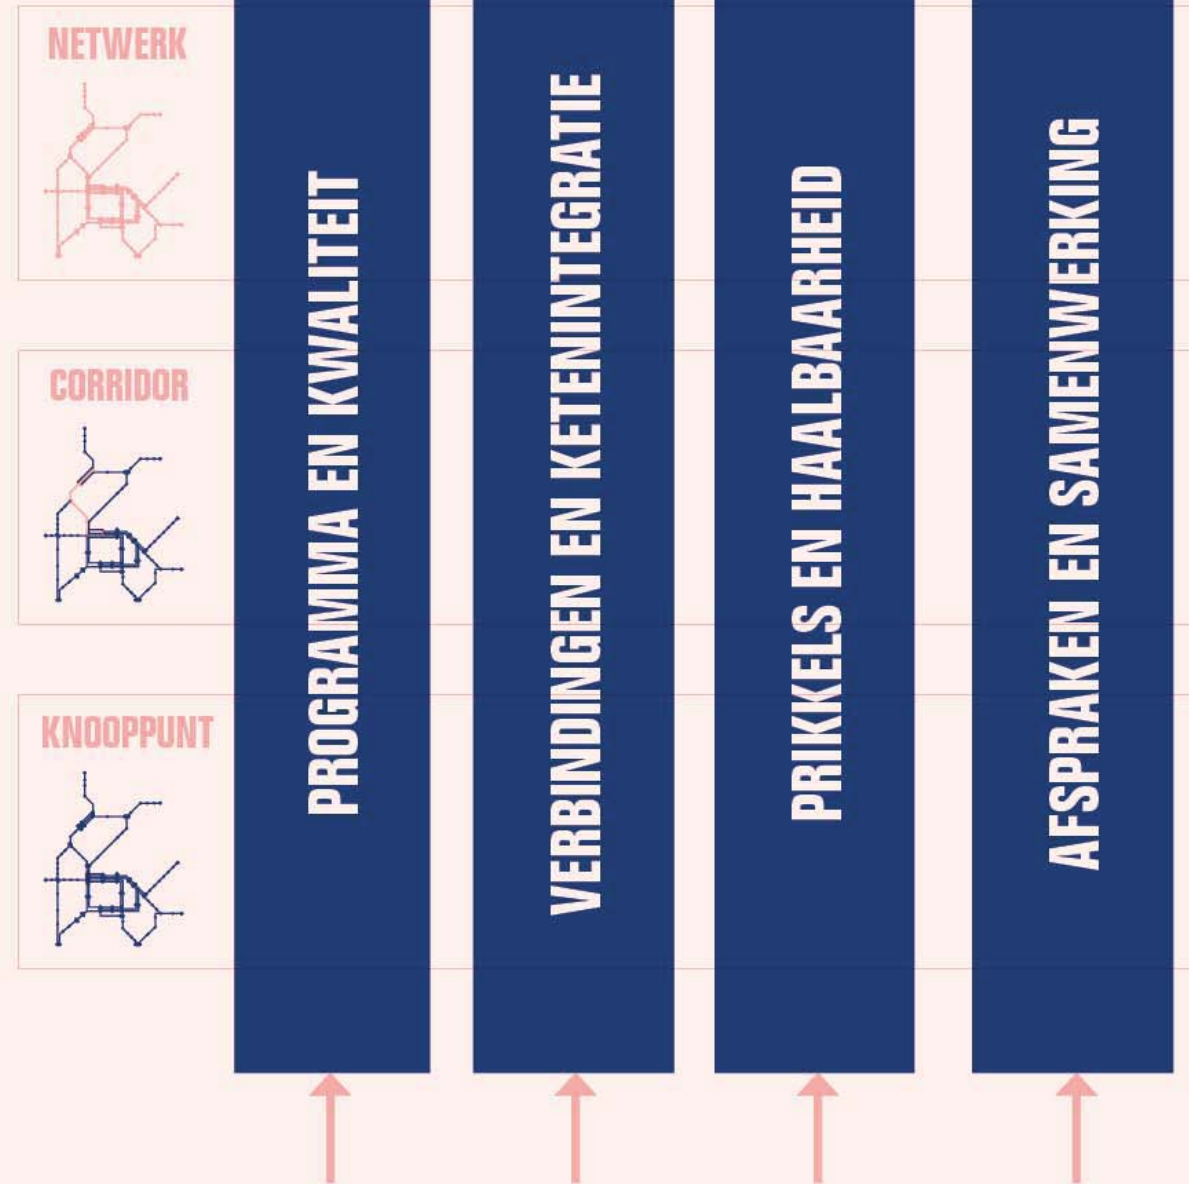 NETWERK
CORRIDOR
KNOOPPUNT
PROGRAMMA EN KWALITEIT
VERBINDINGEN EN KETENINTEGRATIE
PRIKKELS EN HAALBAARHEID
AFSPRAKEN EN SAMENWERKING